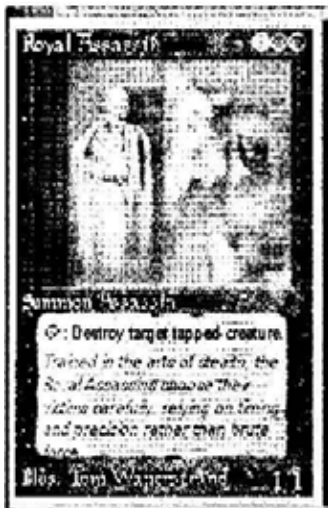 Royal Assassin
Summon Assassin
: Destroy target tapped creature.
Trained in the arts of stealth, the
Royal Assassins choose their
victims carefully, relying on timing
and precision rather than brute
force.
Illus. Tom Wänerstrand 1/1